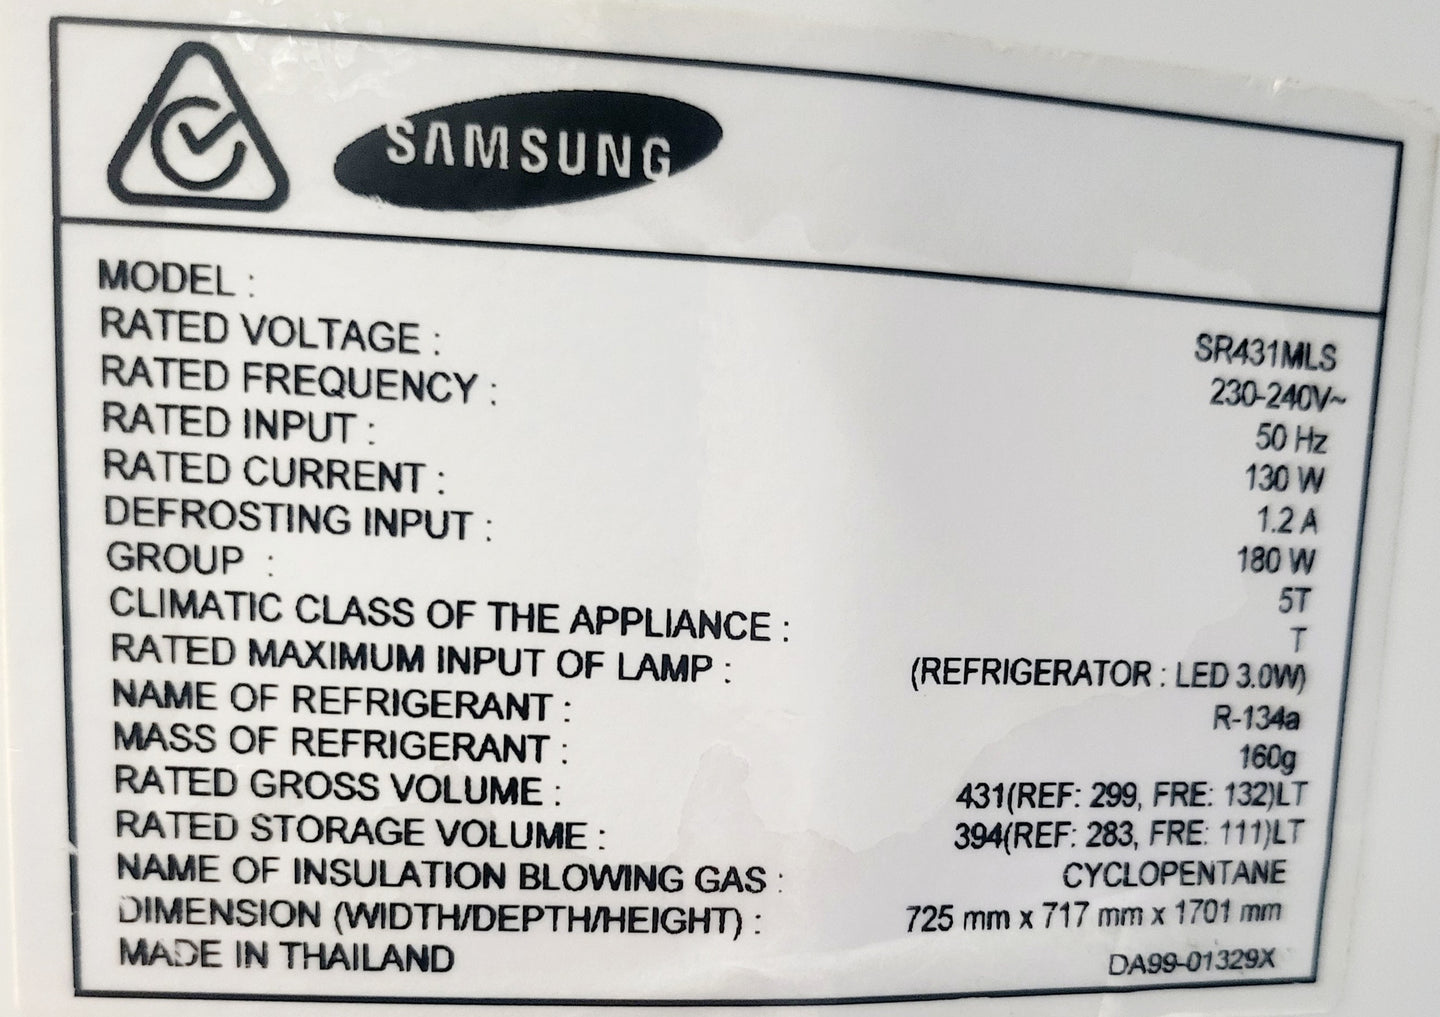 SAMSUNG
MODEL : SR431MLS
RATED VOLTAGE : 230-240V~
RATED FREQUENCY : 50 Hz
RATED INPUT : 130 W
RATED CURRENT : 1.2 A
DEFROSTING INPUT : 180 W
GROUP : 5T
CLIMATIC CLASS OF THE APPLIANCE : T
RATED MAXIMUM INPUT OF LAMP : (REFRIGERATOR : LED 3.0W)
NAME OF REFRIGERANT : R-134a
MASS OF REFRIGERANT : 160g
RATED GROSS VOLUME : 431(REF: 299, FRE: 132)LT
RATED STORAGE VOLUME : 394(REF: 283, FRE: 111)LT
NAME OF INSULATION BLOWING GAS : CYCLOPENTANE
DIMENSION (WIDTH/DEPTH/HEIGHT) : 725 mm x 717 mm x 1701 mm
MADE IN THAILAND DA99-01329X